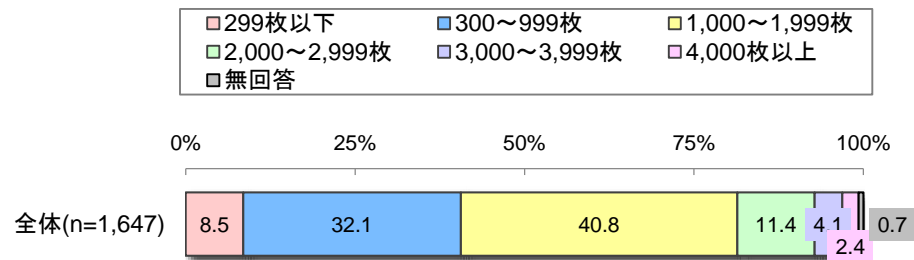 299枚以下 300～999枚 1,000～1,999枚
2,000～2,999枚 3,000～3,999枚 4,000枚以上
無回答
0% 25% 50% 75% 100%
全体(n=1,647) 8.5 32.1 40.8 11.4 4.1 2.4 0.7